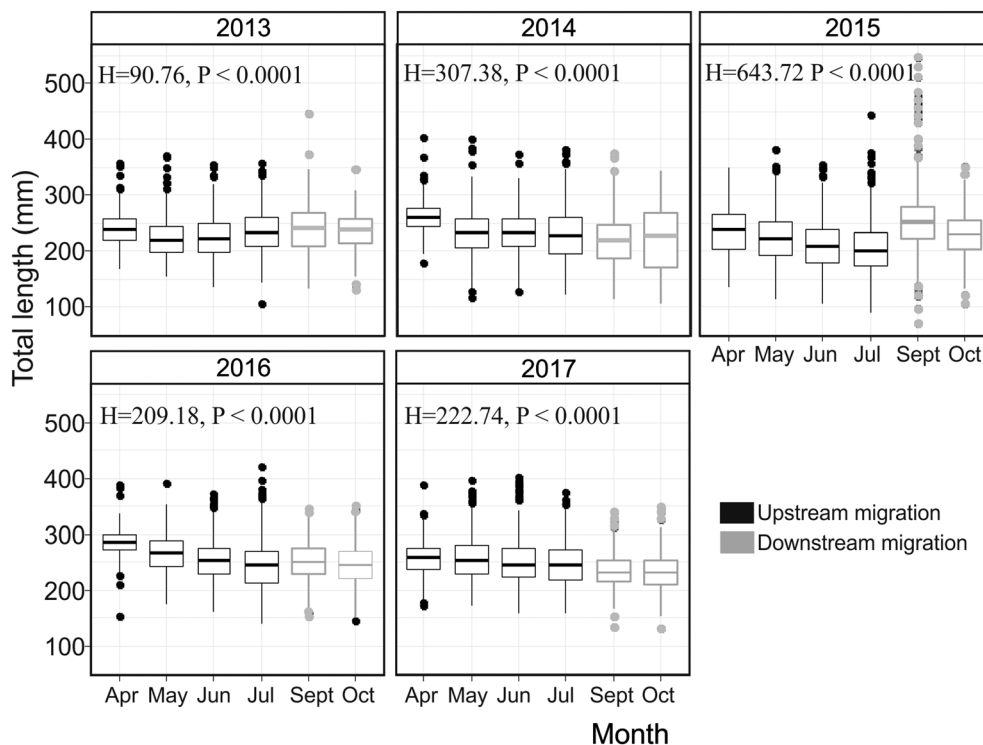 2013
2014
2015
H=90.76, P < 0.0001
H=307.38, P < 0.0001
H=643.72 P < 0.0001
500
400
300
200
100
Total length (mm)
Apr May Jun Jul Sept Oct
2016
2017
H=209.18, P < 0.0001
H=222.74, P < 0.0001
500
400
300
200
100
Upstream migration
Downstream migration
Apr May Jun Jul Sept Oct
Apr May Jun Jul Sept Oct
Month